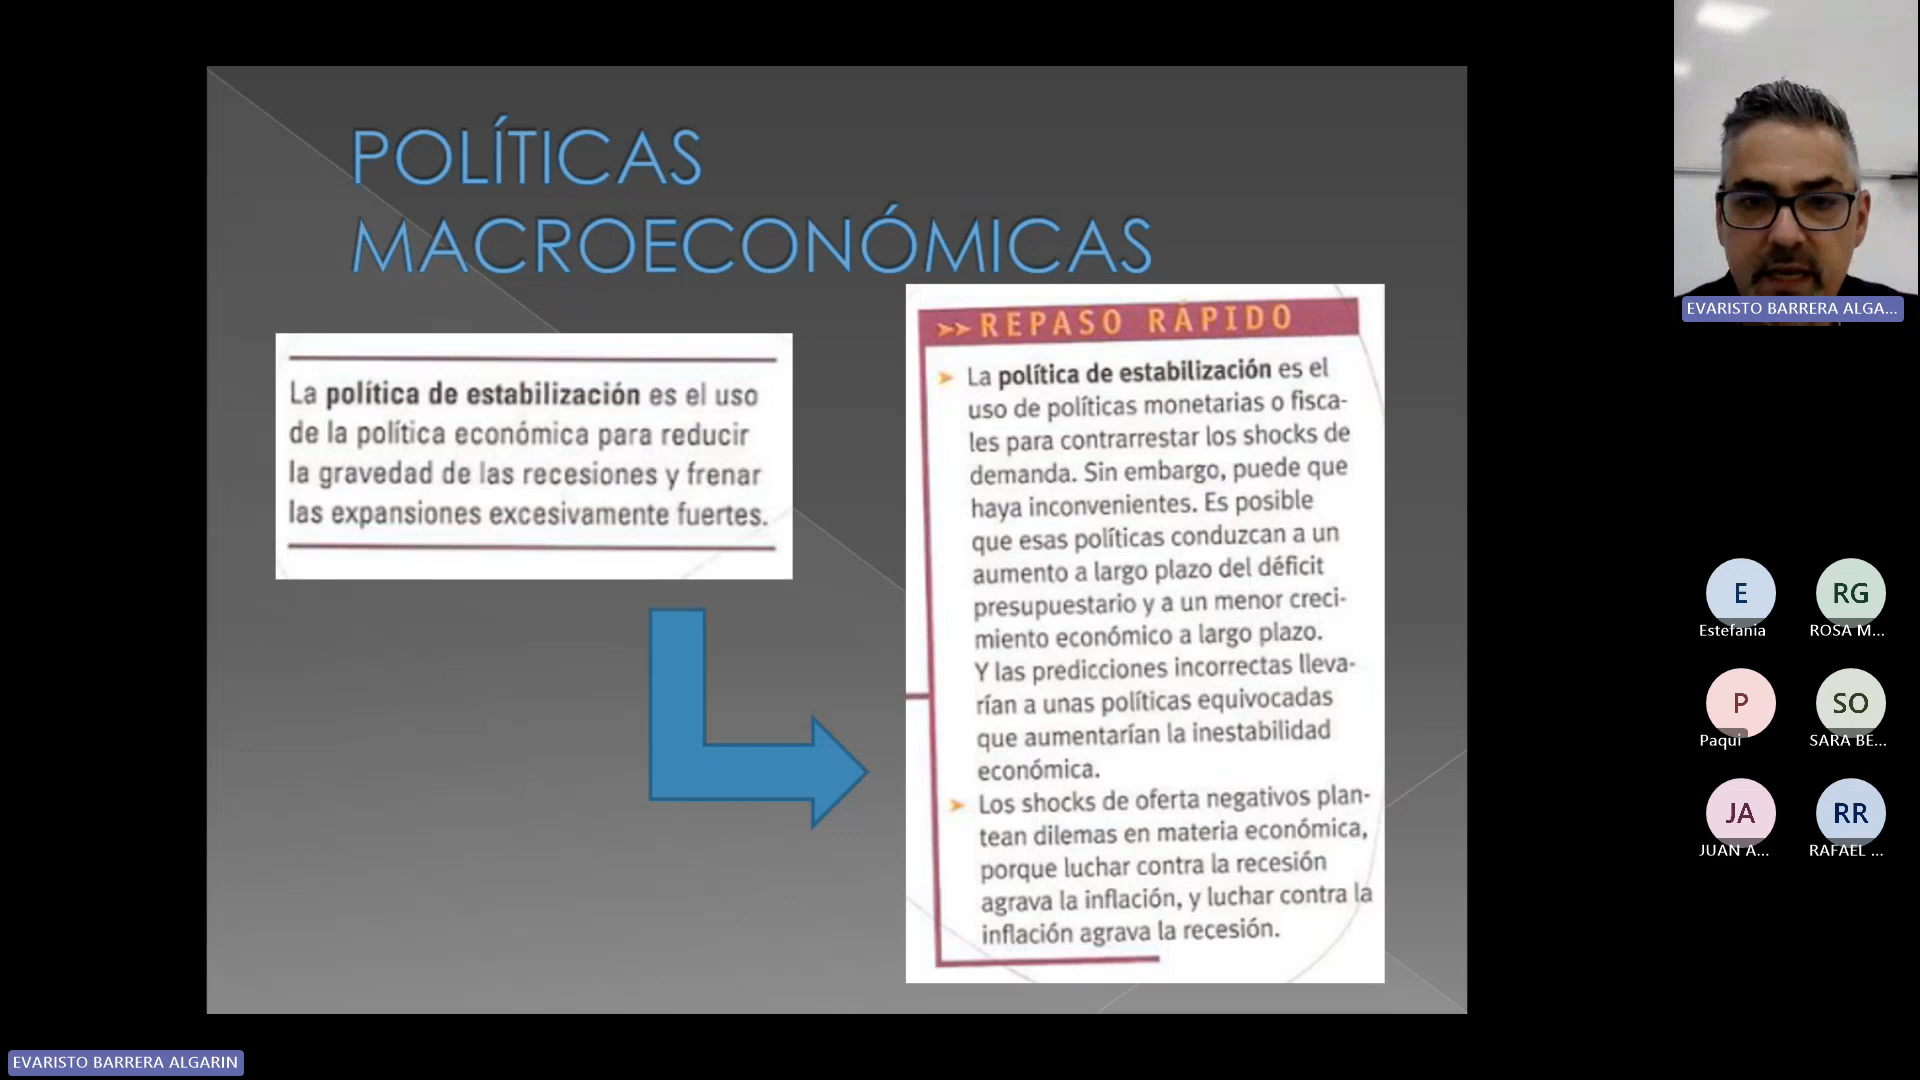 POLÍTICAS
MACROECONÓMICAS
La política de estabilización es el uso
de la política económica para reducir
la gravedad de las recesiones y frenar
las expansiones excesivamente fuertes.
REPASO RÁPIDO
La política de estabilización es el
uso de políticas monetarias o fisca-
les para contrarrestar los shocks de
demanda. Sin embargo, puede que
haya inconvenientes. Es posible
que esas políticas conduzcan a un
aumento a largo plazo del déficit
presupuestario y a un menor creci-
miento económico a largo plazo.
Y las predicciones incorrectas lleva-
rían a unas políticas equivocadas
que aumentarían la inestabilidad
económica.
Los shocks de oferta negativos plan-
tean dilemas en materia económica,
porque luchar contra la recesión
agrava la inflación, y luchar contra la
inflación agrava la recesión.
EVARISTO BARRERA ALGA...
E
Estefania
RG
ROSA M...
P
Paqui
SO
SARA BE...
JA
JUAN A...
RR
RAFAEL ...
EVARISTO BARRERA ALGARIN